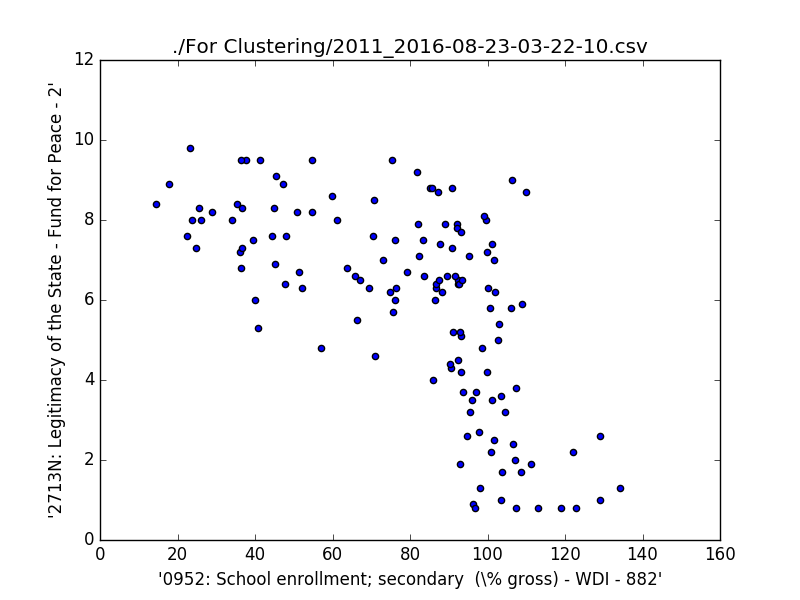 ./For Clustering/2011_2016-08-23-03-22-10.csv
12
10
8
6
4
2
0
'2713N: Legitimacy of the State - Fund for Peace - 2'
0 20 40 60 80 100 120 140 160
'0952: School enrollment; secondary  (\% gross) - WDI - 882'